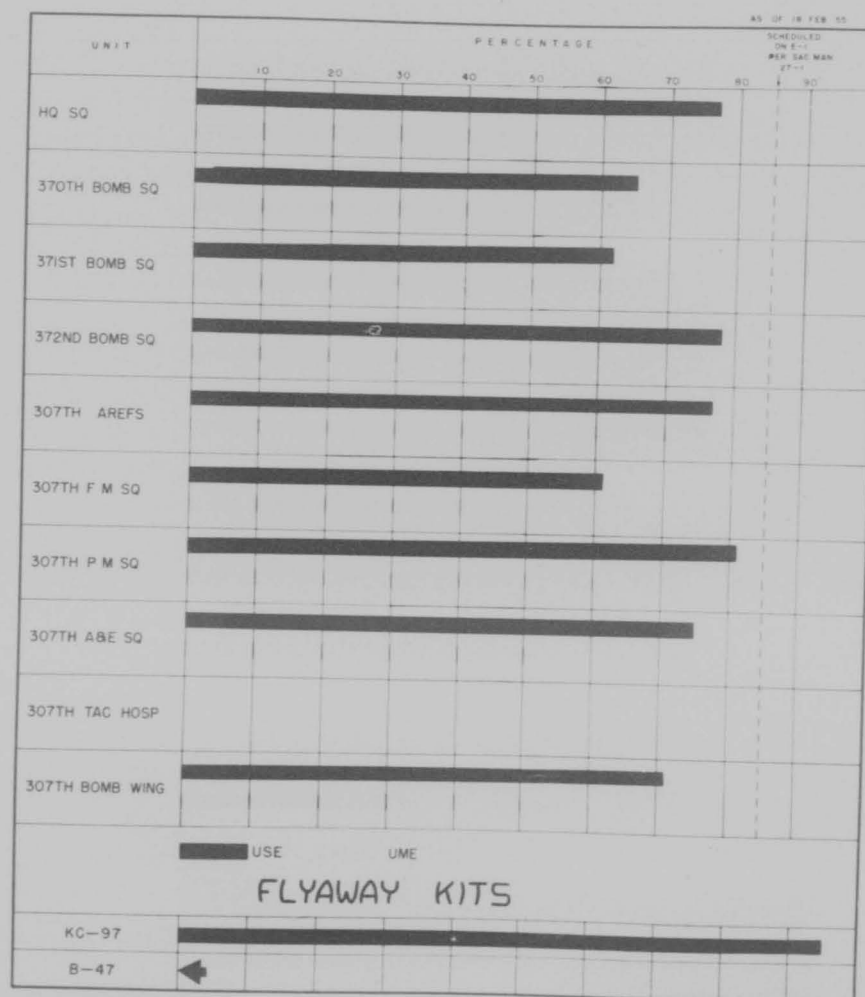 AS OF 18 FEB 55
UNIT
PERCENTAGE
SCHEDULED
ON E-1
PER SAC MAN
27-1
10 20 30 40 50 60 70 80 90
HQ SQ
370TH BOMB SQ
371ST BOMB SQ
372ND BOMB SQ
307TH AREFS
307TH F M SQ
307TH P M SQ
307TH A&E SQ
307TH TAC HOSP
307TH BOMB WING
USE UME
FLYAWAY KITS
KC-97
B-47